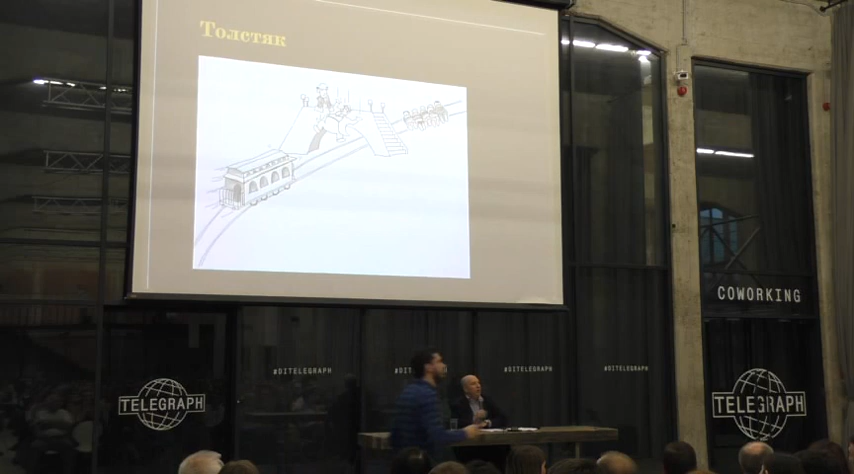 Толстяк
COWORKING
#DITELEGRAPH
#DITELEGRAPH
#DITELEGRAPH
TELEGRAPH
TELEGRAPH